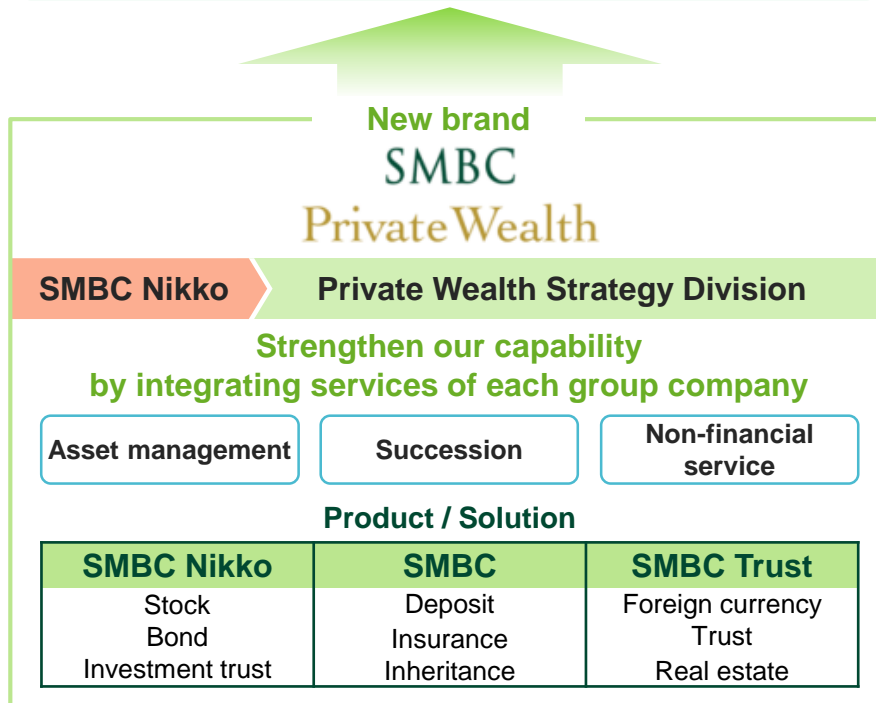 New brand
SMBC
Private Wealth
SMBC Nikko
Private Wealth Strategy Division
Strengthen our capability
by integrating services of each group company
Asset management
Succession
Non-financial
service
Product / Solution
SMBC Nikko SMBC SMBC Trust
Stock Deposit Foreign currency
Bond Insurance Trust
Investment trust Inheritance Real estate